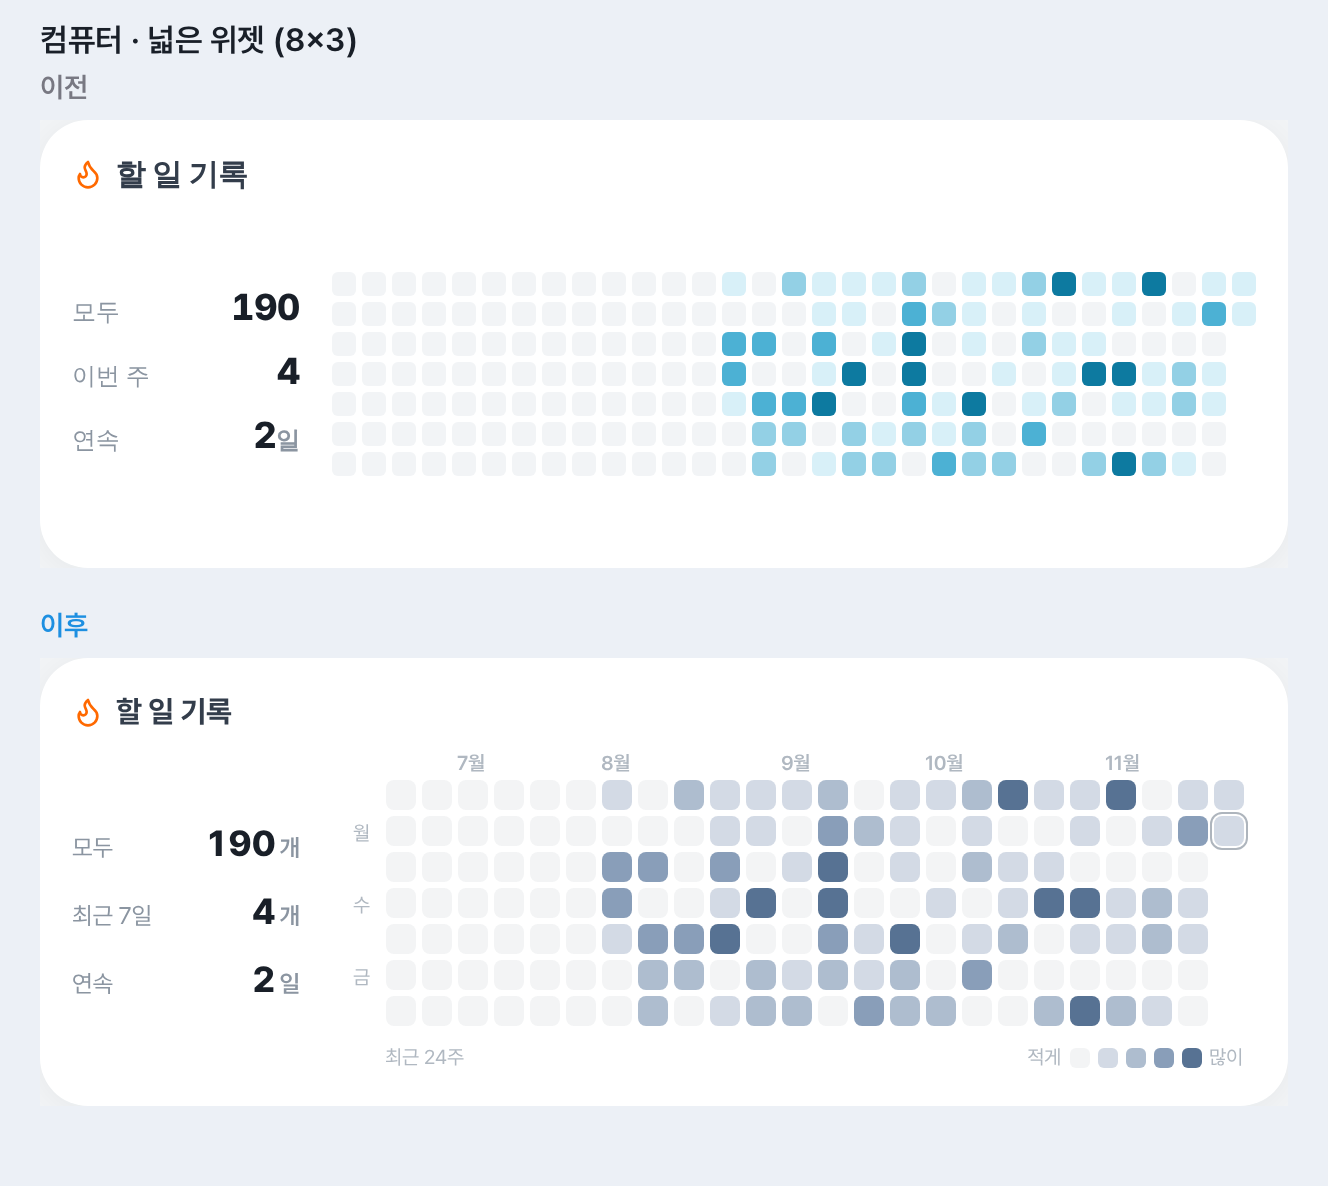 컴퓨터 · 넓은 위젯 (8×3)
이전
할 일 기록
모두 190
이번 주 4
연속 2일
이후
할 일 기록
7월 8월 9월 10월 11월
월
모두 190 개
수
최근 7일 4 개
금
연속 2 일
최근 24주 적게 많이